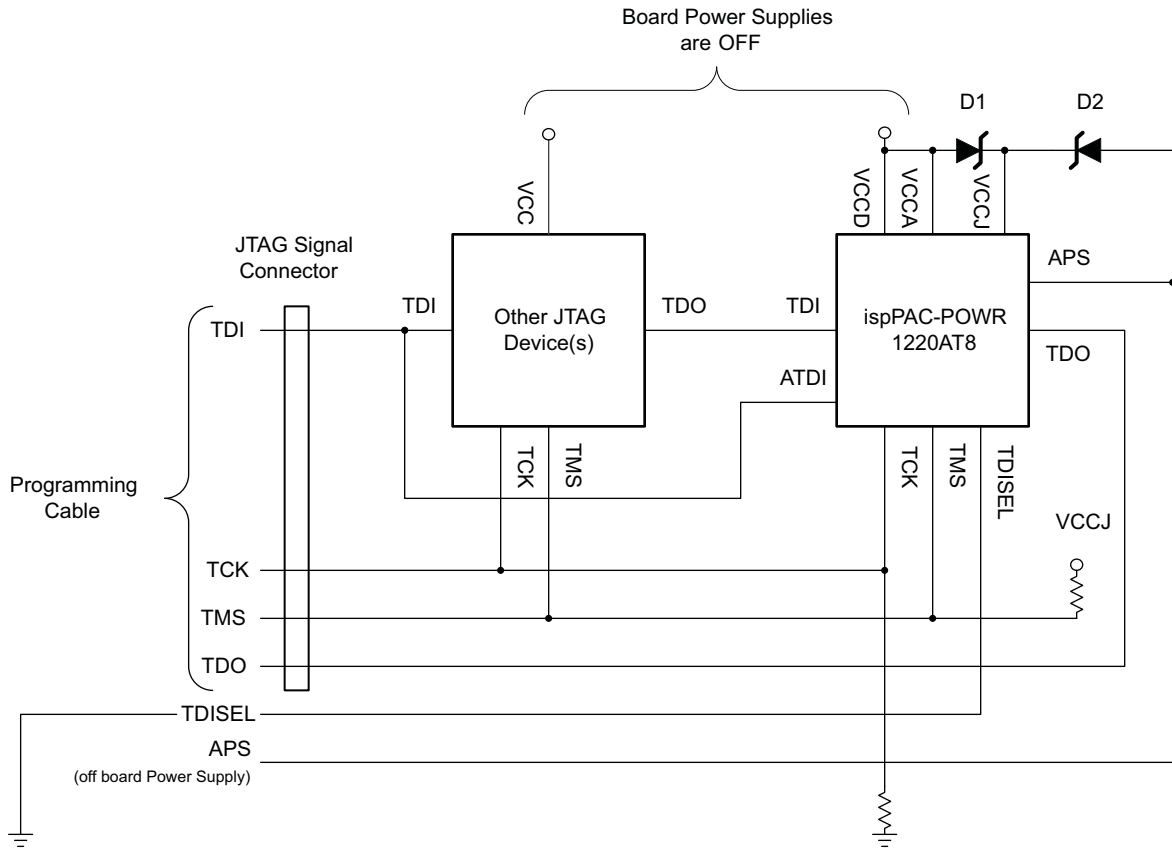 Board Power Supplies
are OFF
D1
D2
VCC
VCCD
VCCA
VCCJ
JTAG Signal
Connector
APS
TDI
TDI
Other JTAG
Device(s)
TDO
TDI
ispPAC-POWR
1220AT8
TDO
ATDI
TCK
TMS
TCK
TMS
TDISEL
Programming
Cable
VCCJ
TCK
TMS
TDO
TDISEL
APS
(off board Power Supply)